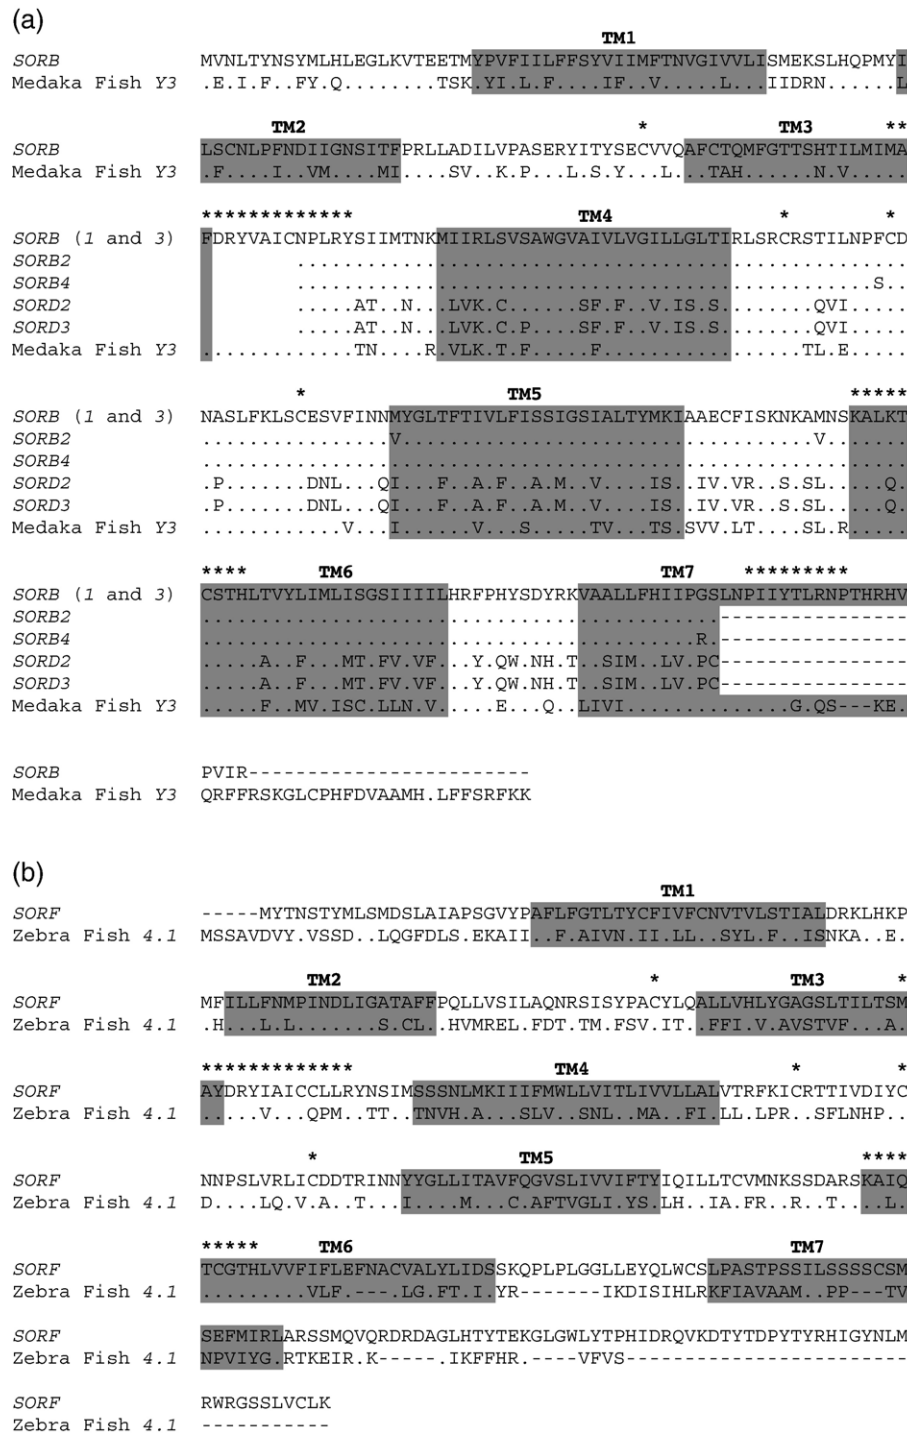 (a)
TM1
SORB MVNLTYNSYMLHLEGLKVTEETMYPVFIILFFSYVIIMFTNVGIVVLISMEKSLHQPMYI
Medaka Fish Y3 .E.I.F..FY.Q........TSK.YI.L.F....IF..V.....L...IIDRN......L
TM2 * TM3 **
SORB LSCNLPFNDIIGNSITFPRLLADILVPASERYITYSECVVQAFCTQMFGTTSHTILMIMA
Medaka Fish Y3 .F....I..VM....MI....SV..K.P...L.S.Y...L...TAH......N.V.....
************* TM4 * *
SORB (1 and 3) FDRYVAICNPLRYSIIMTNKMIIRLSVSAWGVAIVLVGILLGLTIRLSRCRSTILNPFCD
SORB2 ....................................................
SORB4 .................................................S..
SORD2 .....AT..N...LVK.C......SF.F..V.IS.S.......QVI.....
SORD3 .....AT..N...LVK.C.P....SF.F..V.IS.S.......QVI.....
Medaka Fish Y3 .............TN....R.VLKT.T.F......F.................TL.E.....
* TM5 *****
SORB (1 and 3) NASLFKLSCESVFINNMYGLTFTIVLFISSIGSIALTYMKIAAECFISKNKAMNSKALKT
SORB2 ................V...................................V.......
SORB4 ............................................................
SORD2 .P.......DNL...QI...F..A.F..A.M..V....IS..IV.VR..S.SL....Q.
SORD3 .P.......DNL...QI...F..A.F..A.M..V....IS..IV.VR..S.SL....Q.
Medaka Fish Y3 ............V...I......V...S.....TV...TS.SVV.LT....SL.R.....
**** TM6 TM7 *********
SORB (1 and 3) CSTHLTVYLIMLISGSIIIILHRFPHYSDYRKVAALLFHIIPGSLNPIIYTLRNPTHRHV
SORB2 ............................................----------------
SORB4 ..........................................R.----------------
SORD2 .....A..F...MT.FV.VF...Y.QW.NH.T..SIM..LV.PC----------------
SORD3 .....A..F...MT.FV.VF...Y.QW.NH.T..SIM..LV.PC----------------
Medaka Fish Y3 .....F..MV.ISC.LLN.V.....E...Q..LIVI..............G.QS---KE.
SORB PVIR------------------------
Medaka Fish Y3 QRFFRSKGLCPHFDVAAMH.LFFSRFKK
(b)
TM1
SORF -----MYTNSTYMLSMDSLAIAPSGVYPAFLFGTLTYCFIVFCNVTVLSTIALDRKLHKP
Zebra Fish 4.1 MSSAVDVYY.VSSD..LQGFDLS.EKAII..F.AIVN.II.LL..SYL.F..ISNKA..E.
TM2 * TM3 *
SORF MFILLFNMPINDLIGATAFFPQLLVSILAQNRSISYPACYLQALLVHLYGAGSLTILTSM
Zebra Fish 4.1 .H...L.L.......S.CL..HVMREL.FDT.TM.FSV.IT..FFI.V.AVSTVF...A.
************* TM4 * *
SORF AYDRYIAICCLLRYNSIMSSSNLMKIIIIFMWLLVITLIVVLLALVTRFKICRTTIVDIYC
Zebra Fish 4.1 .....V...QPM..TT..TNVH.A...SLV..SNL..MA..FI.LL.LPR..SFLNHP..
* TM5 ****
SORF NNPSLVRLICDDTRINNYYGLLITAVFQGVSLIVVIFTYIQILLTCVMNKSSDARSKAIQ
Zebra Fish 4.1 D....LQ.V.A..T...I....M...C.AFTVGLI.YS.LH..IA.FR..R..T.....L.
***** TM6 TM7
SORF TCGTHLVVFIFLEFNACVALYLIDSSKQPLPLGGLLEYQLWCSLPASTPSSILSSSSCSM
Zebra Fish 4.1 .........VLF.----.LG.FT.I.YR-------IKDISIHLRKFIAVAAM.PP---TV
SORF SEFMIRLARSSMQVQRDRDAGLHTYTEKGLGWLYTPHIDRQVKDTYTDPYTYRHIGYNLM
Zebra Fish 4.1 NPVIYG.RTKEIR.K-----.IKFFHR.----VFVS------------------------
SORF RWRGSSLVCLK
Zebra Fish 4.1 -----------